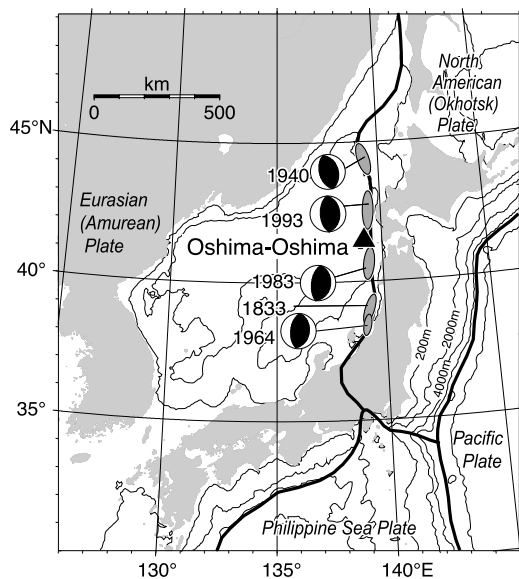 km
0 500
North
American
(Okhotsk)
Plate
45°N
1940
Eurasian
(Amurean)
Plate
1993
Oshima-Oshima
40°
1983
1833
1964
200m
4000m
2000m
35°
Pacific
Plate
Philippine Sea Plate
130°
140°E